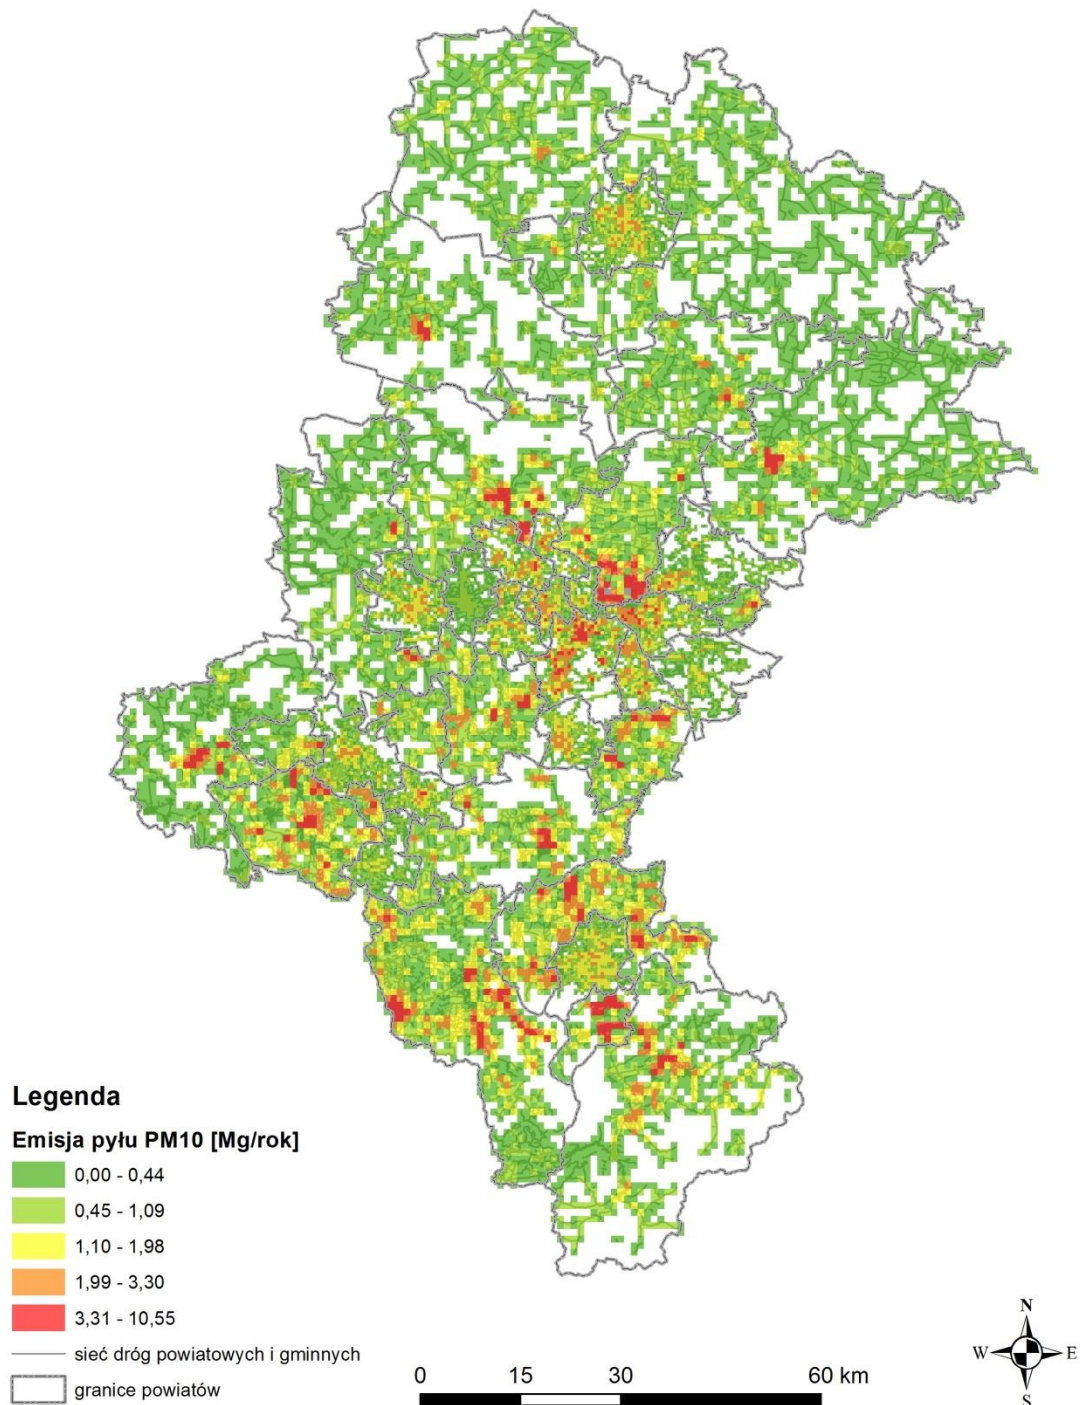 Legenda
Emisja pyłu PM10 [Mg/rok]
0,00 - 0,44
0,45 - 1,09
1,10 - 1,98
1,99 - 3,30
3,31 - 10,55
sieć dróg powiatowych i gminnych
granice powiatów
0 15 30 60 km
N
W E
S